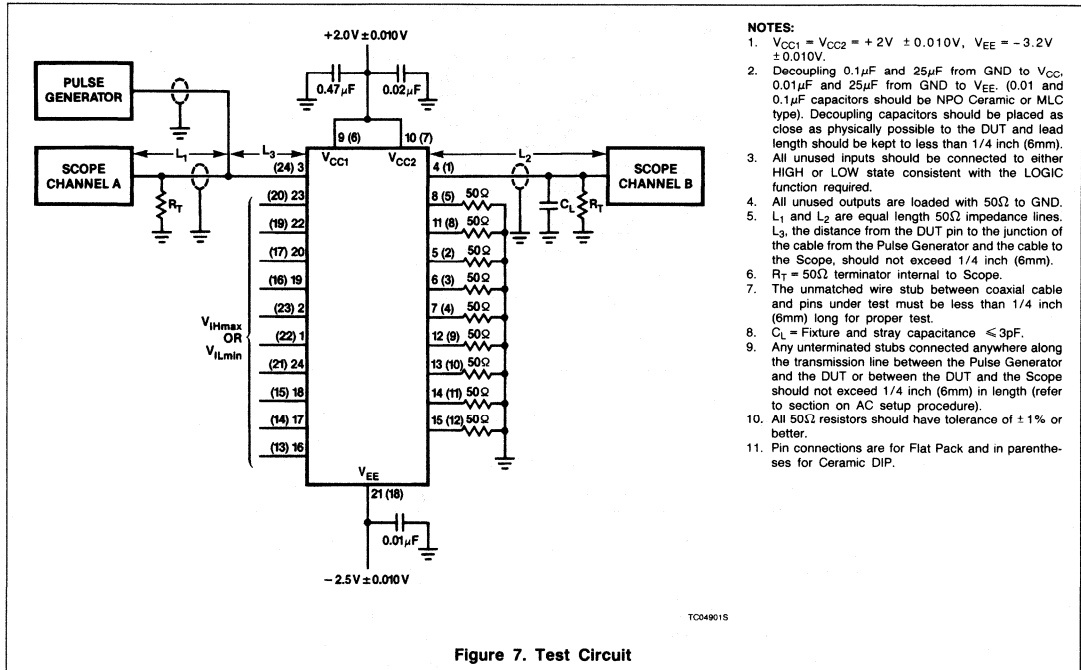 +2.0V ± 0.010V
PULSE
GENERATOR
0.47μF
0.02μF
9 (6)
10 (7)
L1
L3
VCC1
VCC2
L2
SCOPE
CHANNEL A
(24) 3
4 (1)
SCOPE
CHANNEL B
RT
CL
RT
(20) 23
8 (5) 50Ω
(19) 22
11 (8) 50Ω
(17) 20
5 (2) 50Ω
(16) 19
6 (3) 50Ω
(23) 2
7 (4) 50Ω
VIHmax
OR
VILmin
(22) 1
12 (9) 50Ω
(21) 24
13 (10) 50Ω
(15) 18
14 (11) 50Ω
(14) 17
15 (12) 50Ω
(13) 16
VEE
21 (18)
0.01μF
−2.5V ± 0.010V
NOTES:
1. VCC1 = VCC2 = +2V ±0.010V, VEE = −3.2V
±0.010V.
2. Decoupling 0.1μF and 25μF from GND to VCC,
0.01μF and 25μF from GND to VEE. (0.01 and
0.1μF capacitors should be NPO Ceramic or MLC
type). Decoupling capacitors should be placed as
close as physically possible to the DUT and lead
length should be kept to less than 1/4 inch (6mm).
3. All unused inputs should be connected to either
HIGH or LOW state consistent with the LOGIC
function required.
4. All unused outputs are loaded with 50Ω to GND.
5. L1 and L2 are equal length 50Ω impedance lines.
L3, the distance from the DUT pin to the junction of
the cable from the Pulse Generator and the cable to
the Scope, should not exceed 1/4 inch (6mm).
6. RT = 50Ω terminator internal to Scope.
7. The unmatched wire stub between coaxial cable
and pins under test must be less than 1/4 inch
(6mm) long for proper test.
8. CL = Fixture and stray capacitance ≤ 3pF.
9. Any unterminated stubs connected anywhere along
the transmission line between the Pulse Generator
and the DUT or between the DUT and the Scope
should not exceed 1/4 inch (6mm) in length (refer
to section on AC setup procedure).
10. All 50Ω resistors should have tolerance of ±1% or
better.
11. Pin connections are for Flat Pack and in parenthe-
ses for Ceramic DIP.
TC04901S
Figure 7. Test Circuit